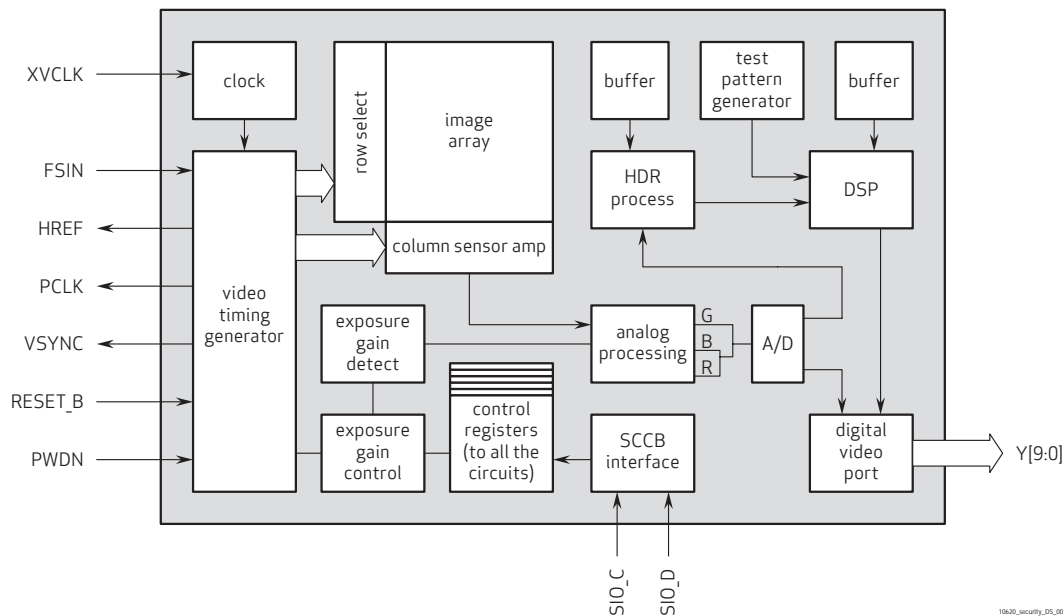 XVCLK
FSIN
HREF
PCLK
VSYNC
RESET_B
PWDN
clock
video
timing
generator
row select
image
array
column sensor amp
buffer
test
pattern
generator
buffer
HDR
process
DSP
exposure
gain
detect
analog
processing
G
B
R
A/D
exposure
gain
control
control
registers
(to all the
circuits)
SCCB
interface
digital
video
port
Y[9:0]
SIO_C
SIO_D
10620_security_DS_00